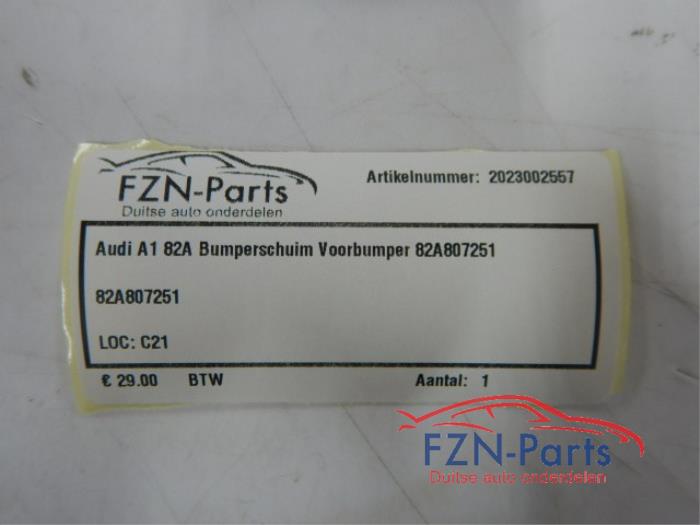 FZN-Parts
Duitse auto onderdelen
Artikelnummer: 2023002557
Audi A1 82A Bumperschuim Voorbumper 82A807251
82A807251
LOC: C21
€ 29.00 BTW Aantal: 1
FZN-Parts
Duitse auto onderdelen